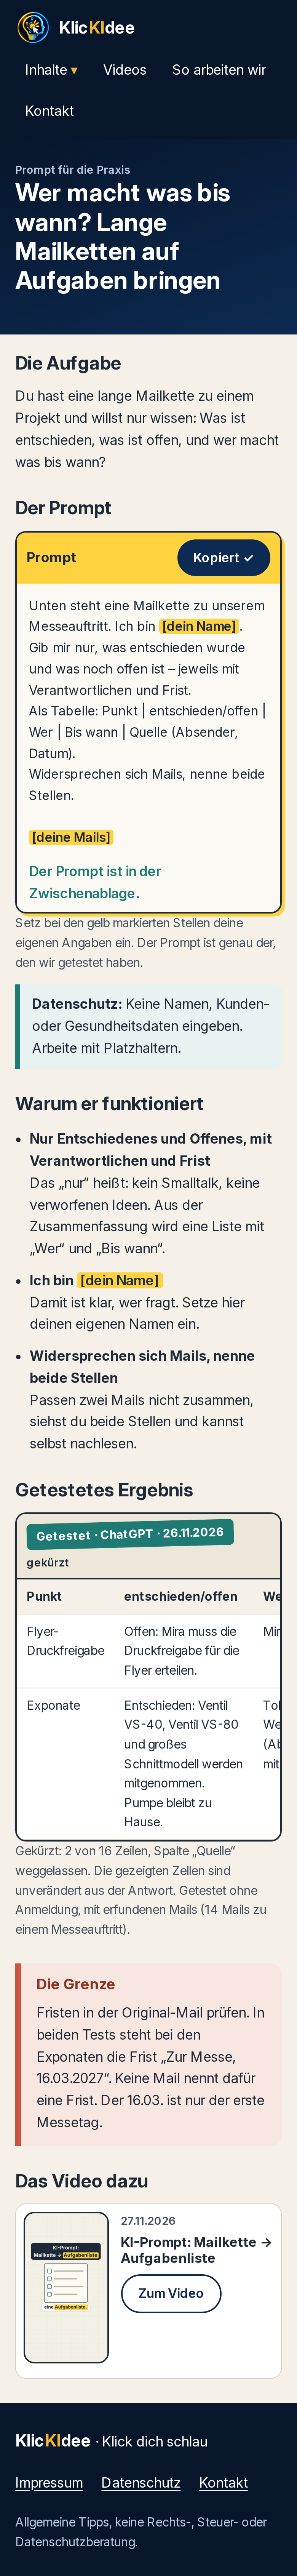 KlicKIdee
Inhalte ▾ Videos So arbeiten wir
Kontakt
Prompt für die Praxis
Wer macht was bis
wann? Lange
Mailketten auf
Aufgaben bringen
Die Aufgabe
Du hast eine lange Mailkette zu einem
Projekt und willst nur wissen: Was ist
entschieden, was ist offen, und wer macht
was bis wann?
Der Prompt
Prompt
Kopiert ✓
Unten steht eine Mailkette zu unserem
Messeauftritt. Ich bin [dein Name].
Gib mir nur, was entschieden wurde
und was noch offen ist – jeweils mit
Verantwortlichen und Frist.
Als Tabelle: Punkt | entschieden/offen |
Wer | Bis wann | Quelle (Absender,
Datum).
Widersprechen sich Mails, nenne beide
Stellen.
[deine Mails]
Der Prompt ist in der
Zwischenablage.
Setz bei den gelb markierten Stellen deine
eigenen Angaben ein. Der Prompt ist genau der,
den wir getestet haben.
Datenschutz: Keine Namen, Kunden-
oder Gesundheitsdaten eingeben.
Arbeite mit Platzhaltern.
Warum er funktioniert
• Nur Entschiedenes und Offenes, mit
Verantwortlichen und Frist
Das „nur“ heißt: kein Smalltalk, keine
verworfenen Ideen. Aus der
Zusammenfassung wird eine Liste mit
„Wer“ und „Bis wann“.
• Ich bin [dein Name]
Damit ist klar, wer fragt. Setze hier
deinen eigenen Namen ein.
• Widersprechen sich Mails, nenne
beide Stellen
Passen zwei Mails nicht zusammen,
siehst du beide Stellen und kannst
selbst nachlesen.
Getestetes Ergebnis
Getestet · ChatGPT · 26.11.2026
gekürzt
Punkt entschieden/offen We
Flyer- Offen: Mira muss die Mir
Druckfreigabe Druckfreigabe für die
Flyer erteilen.
Exponate Entschieden: Ventil
VS-40, Ventil VS-80
und großes
Schnittmodell werden
mitgenommen.
Pumpe bleibt zu
Hause.
Gekürzt: 2 von 16 Zeilen, Spalte „Quelle“
weggelassen. Die gezeigten Zellen sind
unverändert aus der Antwort. Getestet ohne
Anmeldung, mit erfundenen Mails (14 Mails zu
einem Messeauftritt).
Die Grenze
Fristen in der Original-Mail prüfen. In
beiden Tests steht bei den
Exponaten die Frist „Zur Messe,
16.03.2027“. Keine Mail nennt dafür
eine Frist. Der 16.03. ist nur der erste
Messetag.
Das Video dazu
KI-Prompt:
Mailkette → Aufgabenliste
eine Aufgabenliste.
27.11.2026
KI-Prompt: Mailkette →
Aufgabenliste
Zum Video
KlicKIdee · Klick dich schlau
Impressum Datenschutz Kontakt
Allgemeine Tipps, keine Rechts-, Steuer- oder
Datenschutzberatung.